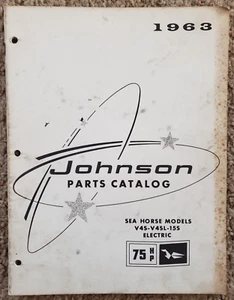 1963
Johnson
PARTS CATALOG
SEA HORSE MODELS
V4S-V4SL-15S
ELECTRIC
75 HP